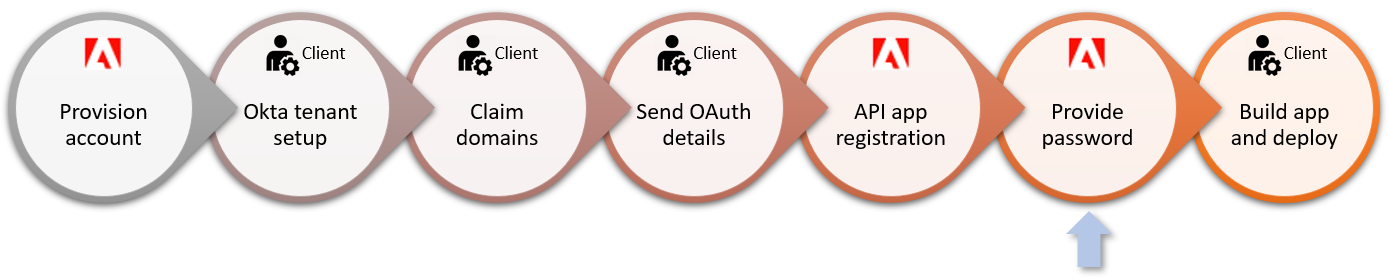 Provision
account
Client
Okta tenant
setup
Client
Claim
domains
Client
Send OAuth
details
API app
registration
Provide
password
Client
Build app
and deploy